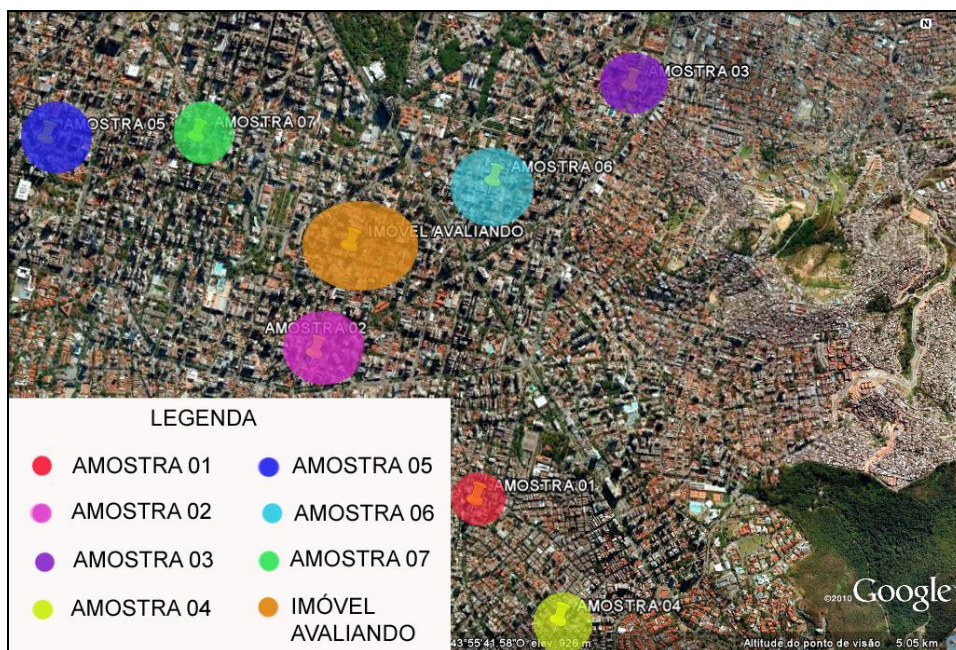 N
AMOSTRA 03
AMOSTRA 05
AMOSTRA 07
AMOSTRA 06
IMÓVEL AVALIANDO
AMOSTRA 02
AMOSTRA 01
AMOSTRA 04
LEGENDA
AMOSTRA 01
AMOSTRA 05
AMOSTRA 02
AMOSTRA 06
AMOSTRA 03
AMOSTRA 07
AMOSTRA 04
IMÓVEL
AVALIANDO
©2010 Google
43°55'41.58"O elev 926 m
Altitude do ponto de visão 5.05 km